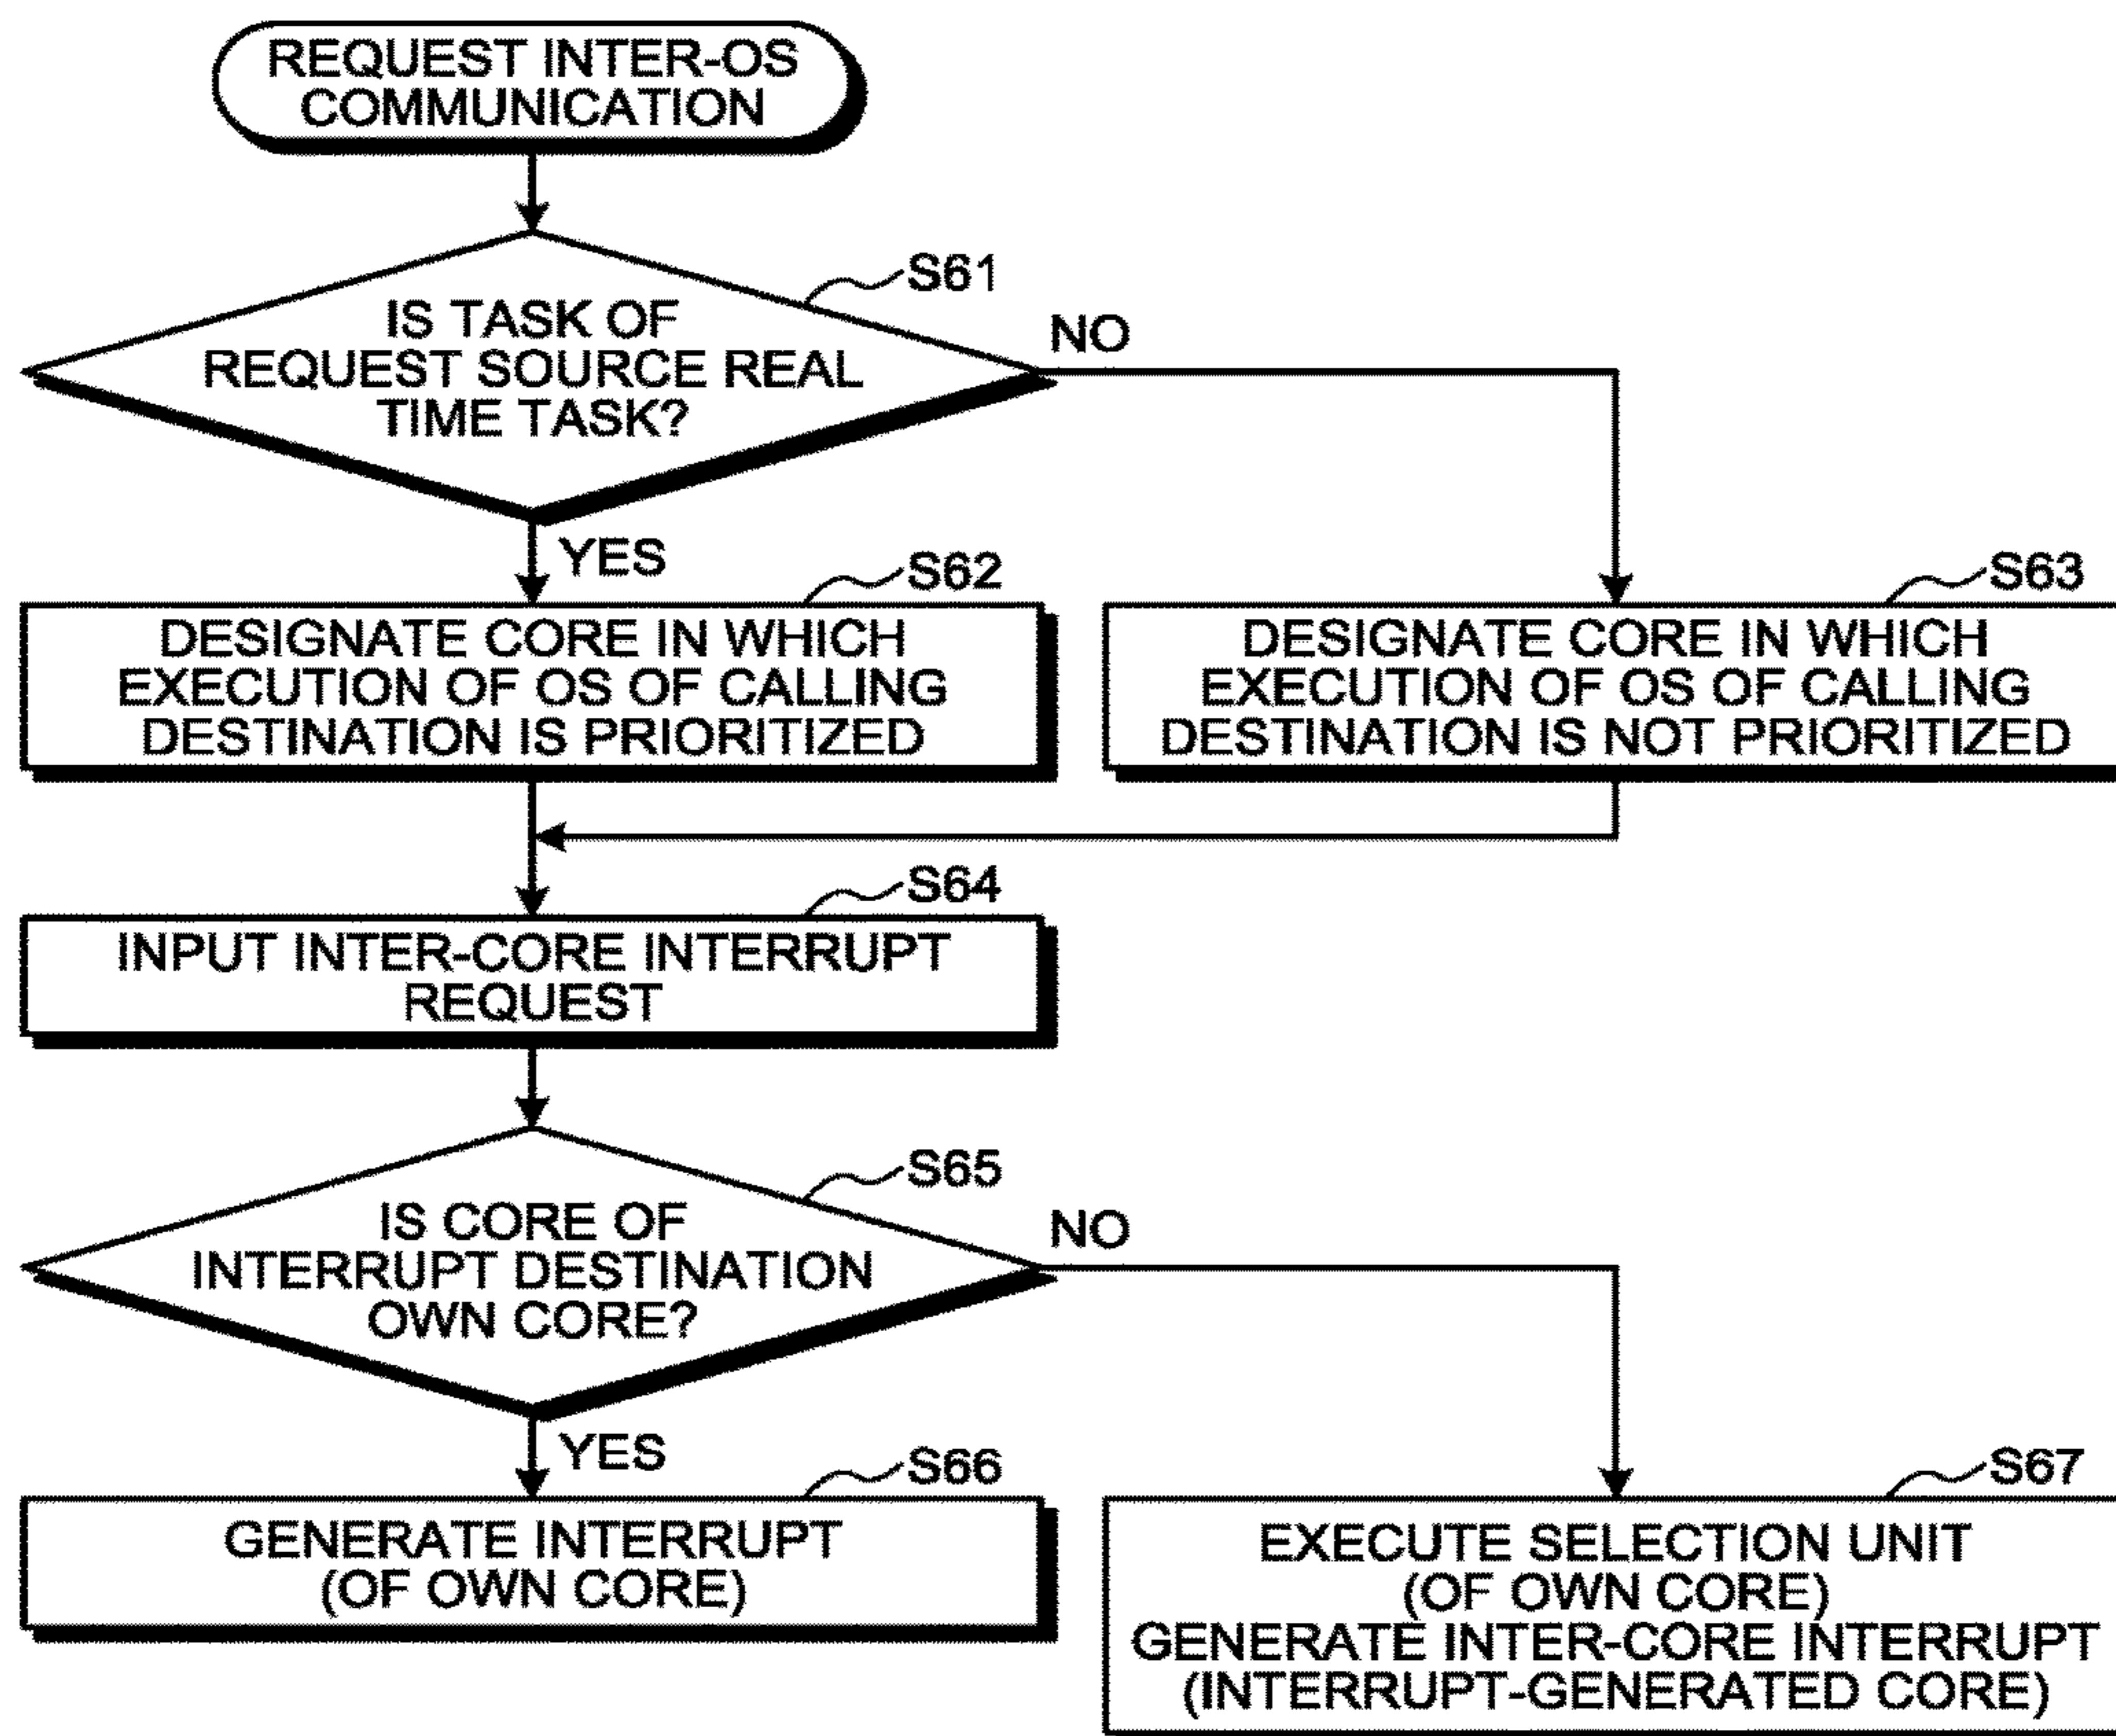 REQUEST INTER-OS
COMMUNICATION
S61
IS TASK OF
REQUEST SOURCE REAL
TIME TASK?
NO
YES
S62
DESIGNATE CORE IN WHICH
EXECUTION OF OS OF CALLING
DESTINATION IS PRIORITIZED
S63
DESIGNATE CORE IN WHICH
EXECUTION OF OS OF CALLING
DESTINATION IS NOT PRIORITIZED
S64
INPUT INTER-CORE INTERRUPT
REQUEST
S65
IS CORE OF
INTERRUPT DESTINATION
OWN CORE?
NO
YES
S66
GENERATE INTERRUPT
(OF OWN CORE)
S67
EXECUTE SELECTION UNIT
(OF OWN CORE)
GENERATE INTER-CORE INTERRUPT
(INTERRUPT-GENERATED CORE)